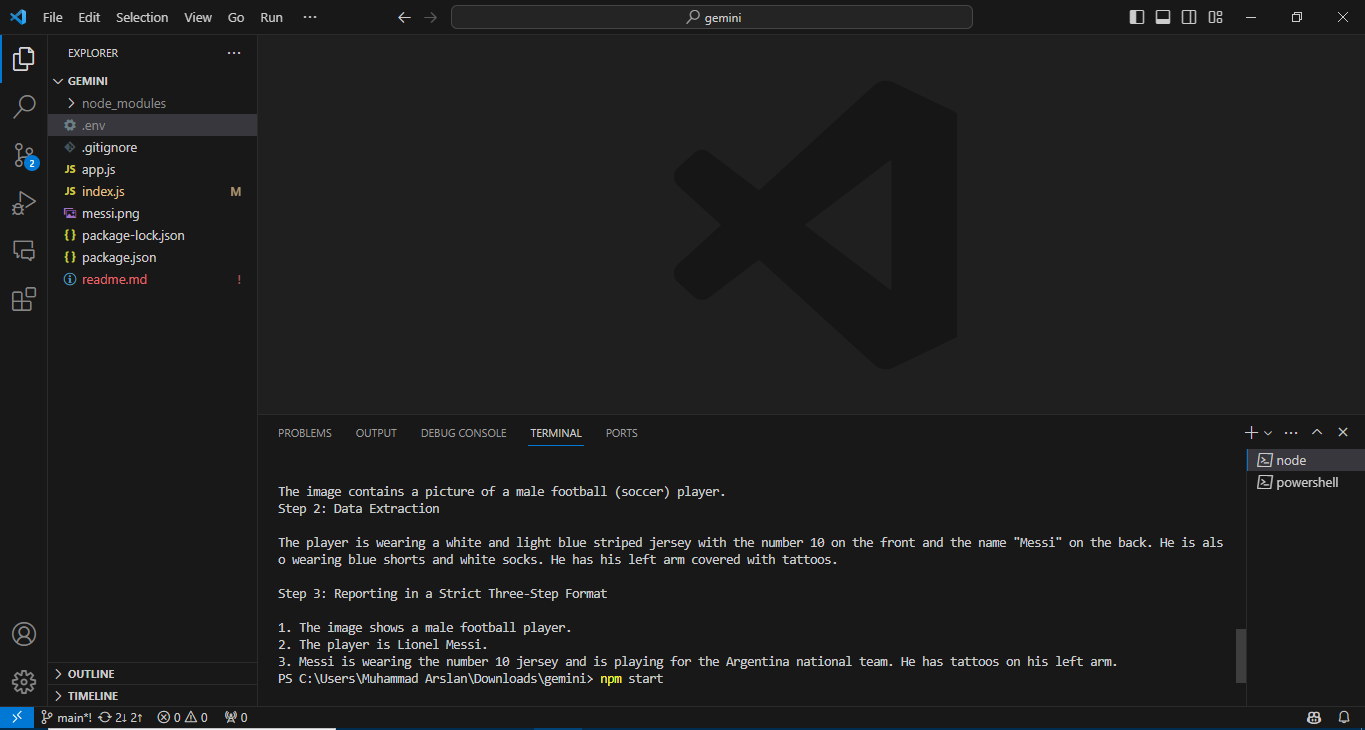 File Edit Selection View Go Run ···
gemini
EXPLORER
GEMINI
node_modules
.env
.gitignore
JS app.js
JS index.js M
messi.png
{} package-lock.json
{} package.json
readme.md !
2
OUTLINE
TIMELINE
PROBLEMS OUTPUT DEBUG CONSOLE TERMINAL PORTS
node
powershell
The image contains a picture of a male football (soccer) player.
Step 2: Data Extraction
The player is wearing a white and light blue striped jersey with the number 10 on the front and the name "Messi" on the back. He is als
o wearing blue shorts and white socks. He has his left arm covered with tattoos.
Step 3: Reporting in a Strict Three-Step Format
1. The image shows a male football player.
2. The player is Lionel Messi.
3. Messi is wearing the number 10 jersey and is playing for the Argentina national team. He has tattoos on his left arm.
PS C:\Users\Muhammad Arslan\Downloads\gemini> npm start
main*! 2↓ 2↑ 0 0 0